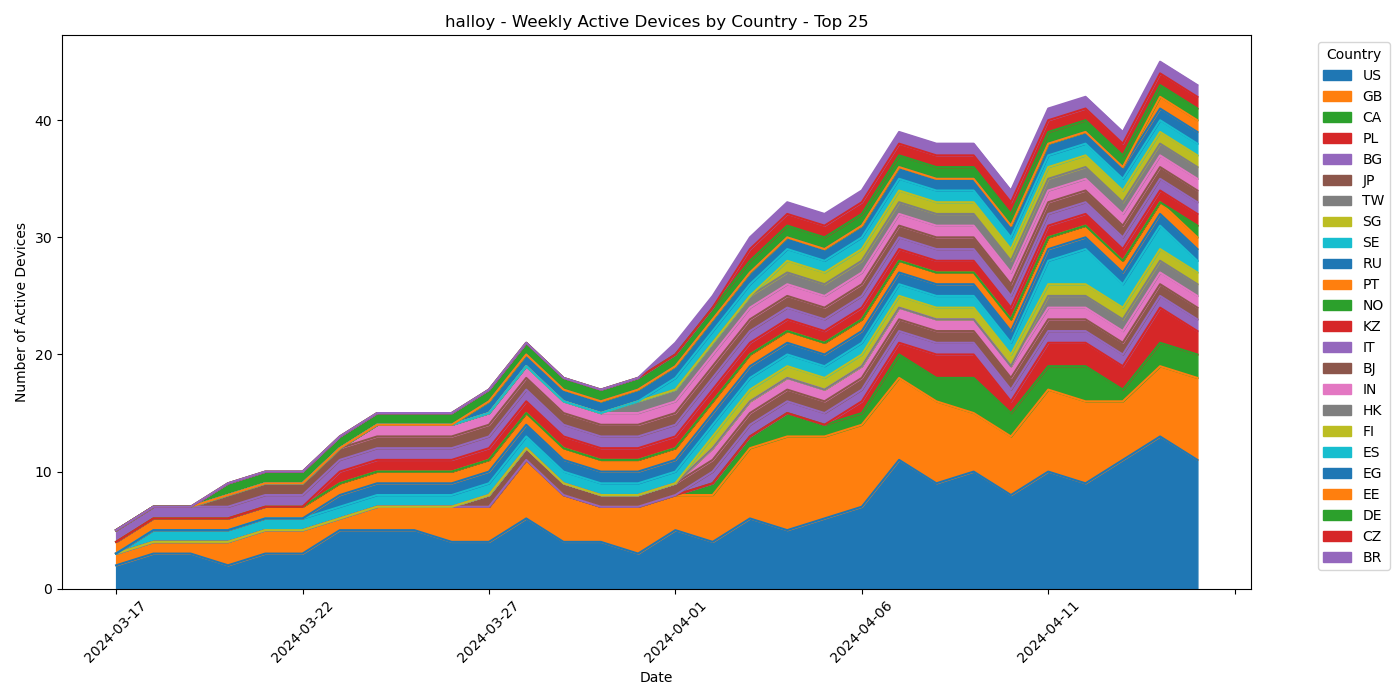 halloy - Weekly Active Devices by Country - Top 25
Number of Active Devices
40
30
20
10
0
2024-03-17
2024-03-22
2024-03-27
2024-04-01
2024-04-06
2024-04-11
Date
Country
US
GB
CA
PL
BG
JP
TW
SG
SE
RU
PT
NO
KZ
IT
BJ
IN
HK
FI
ES
EG
EE
DE
CZ
BR